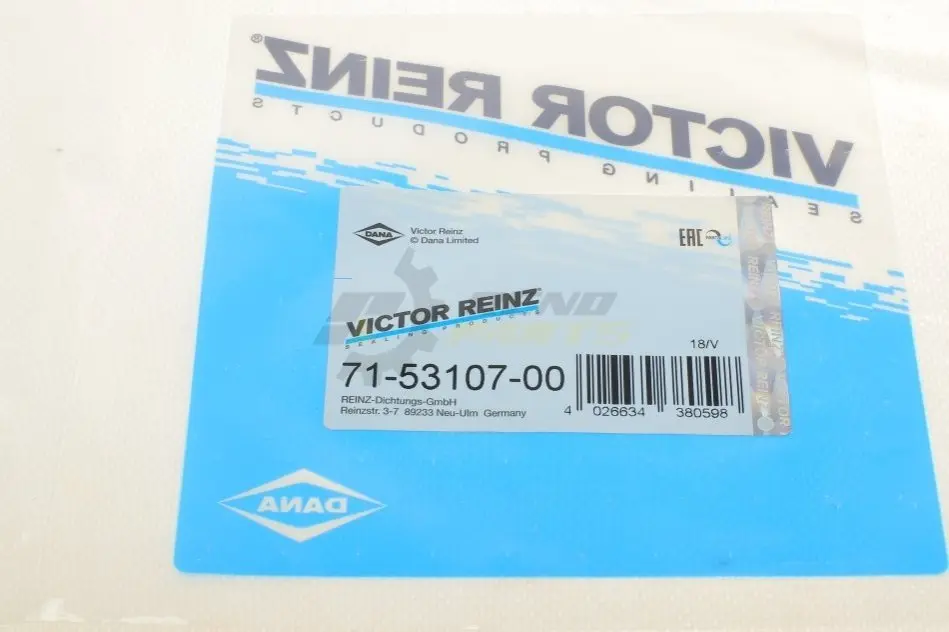 VICTOR REINZ®
SEALING PRODUCTS
DANA
Victor Reinz
© Dana Limited
EAC
VICTOR REINZ
SEALING PRODUCTS
18/V
71-53107-00
REINZ-Dichtungs-GmbH
Reinzstr. 3-7 89233 Neu-Ulm Germany
4 026634 380598
DANA